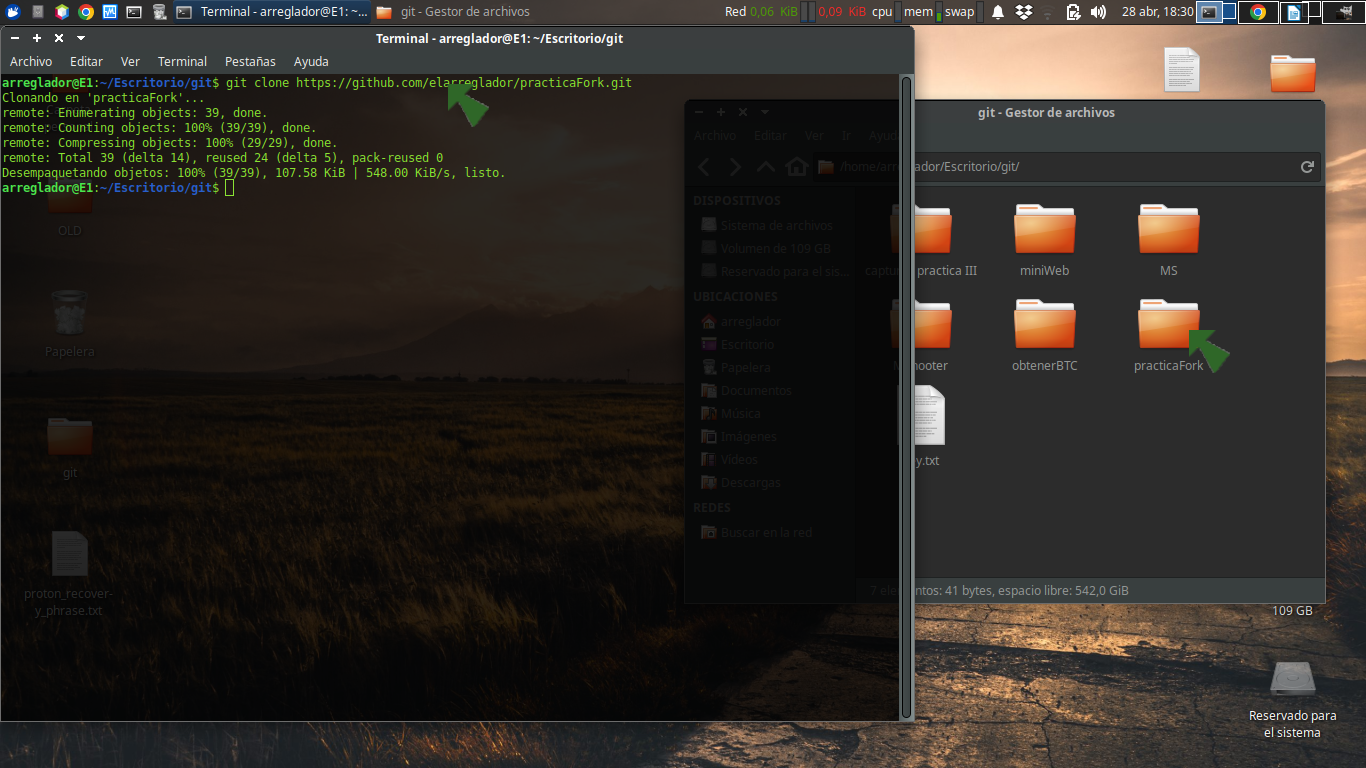 Terminal - arreglador@E1: ~...
git - Gestor de archivos
Red 0,06 KiB 0,09 KiB cpu mem swap
28 abr, 18:30
Terminal - arreglador@E1: ~/Escritorio/git
Archivo Editar Ver Terminal Pestañas Ayuda
arreglador@E1:~/Escritorio/git$ git clone https://github.com/elarreglador/practicaFork.git
Clonando en 'practicaFork'...
remote: Enumerating objects: 39, done.
remote: Counting objects: 100% (39/39), done.
remote: Compressing objects: 100% (29/29), done.
remote: Total 39 (delta 14), reused 24 (delta 5), pack-reused 0
Desempaquetando objetos: 100% (39/39), 107.58 KiB | 548.00 KiB/s, listo.
arreglador@E1:~/Escritorio/git$
OLD
Papelera
git
proton_recover-
y_phrase.txt
git - Gestor de archivos
Archivo Editar Ver Ir Ayuda
/home/arreglador/Escritorio/git/
DISPOSITIVOS
Sistema de archivos
Volumen de 109 GB
Reservado para el sis...
UBICACIONES
arreglador
Escritorio
Papelera
Documentos
Música
Imágenes
Vídeos
Descargas
REDES
Buscar en la red
practica III
miniWeb
MS
obtenerBTC
practicaFork
y.txt
7 elementos: 41 bytes, espacio libre: 542,0 GiB
109 GB
Reservado para
el sistema